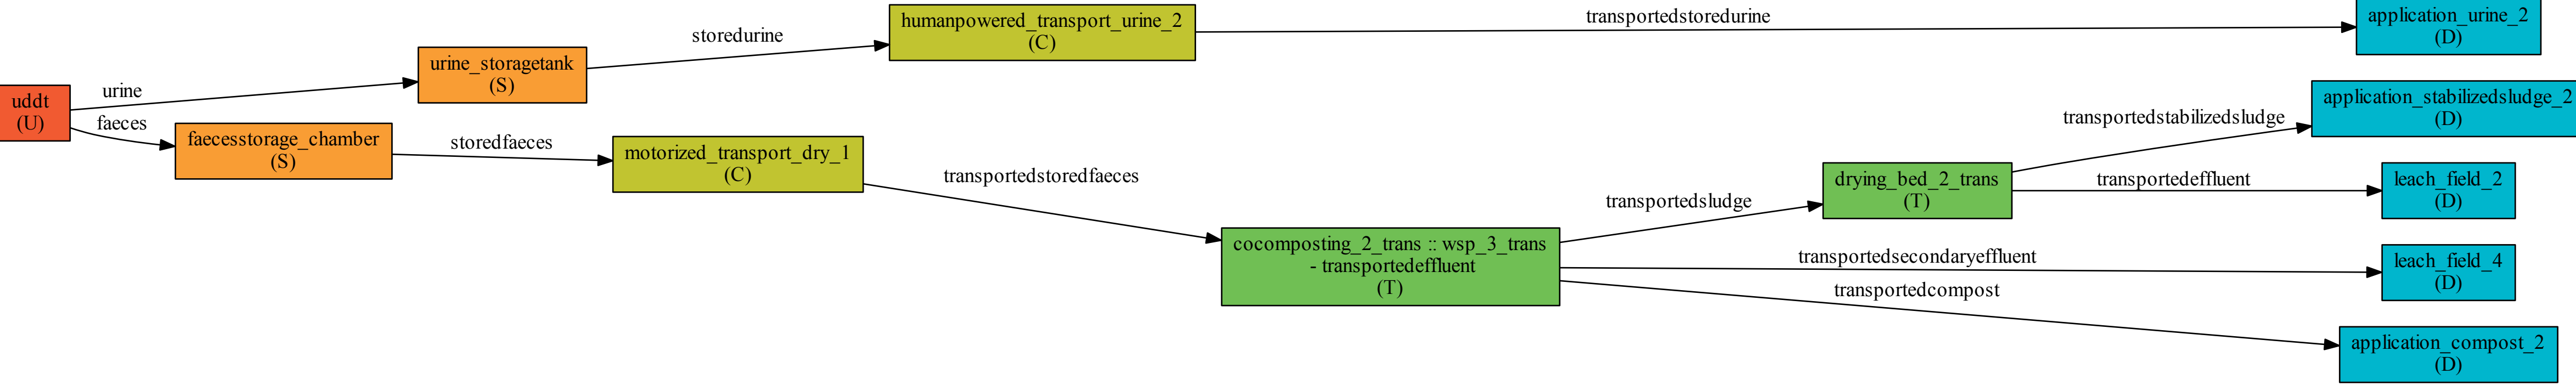 uddt
(U)
urine
faeces
urine_storagetank
(S)
faecesstorage_chamber
(S)
storedurine
storedfaeces
humanpowered_transport_urine_2
(C)
motorized_transport_dry_1
(C)
transportedstoredurine
transportedstoredfaeces
cocomposting_2_trans :: wsp_3_trans
- transportedeffluent
(T)
transportedsludge
drying_bed_2_trans
(T)
transportedstabilizedsludge
transportedeffluent
transportedsecondaryeffluent
transportedcompost
application_urine_2
(D)
application_stabilizedsludge_2
(D)
leach_field_2
(D)
leach_field_4
(D)
application_compost_2
(D)